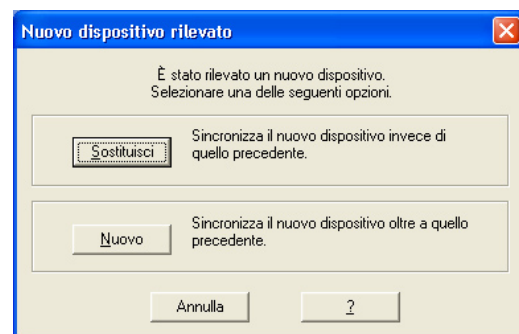 Nuovo dispositivo rilevato
È stato rilevato un nuovo dispositivo.
Selezionare una delle seguenti opzioni.
Sostituisci
Sincronizza il nuovo dispositivo invece di
quello precedente.
Nuovo
Sincronizza il nuovo dispositivo oltre a quello
precedente.
Annulla
?